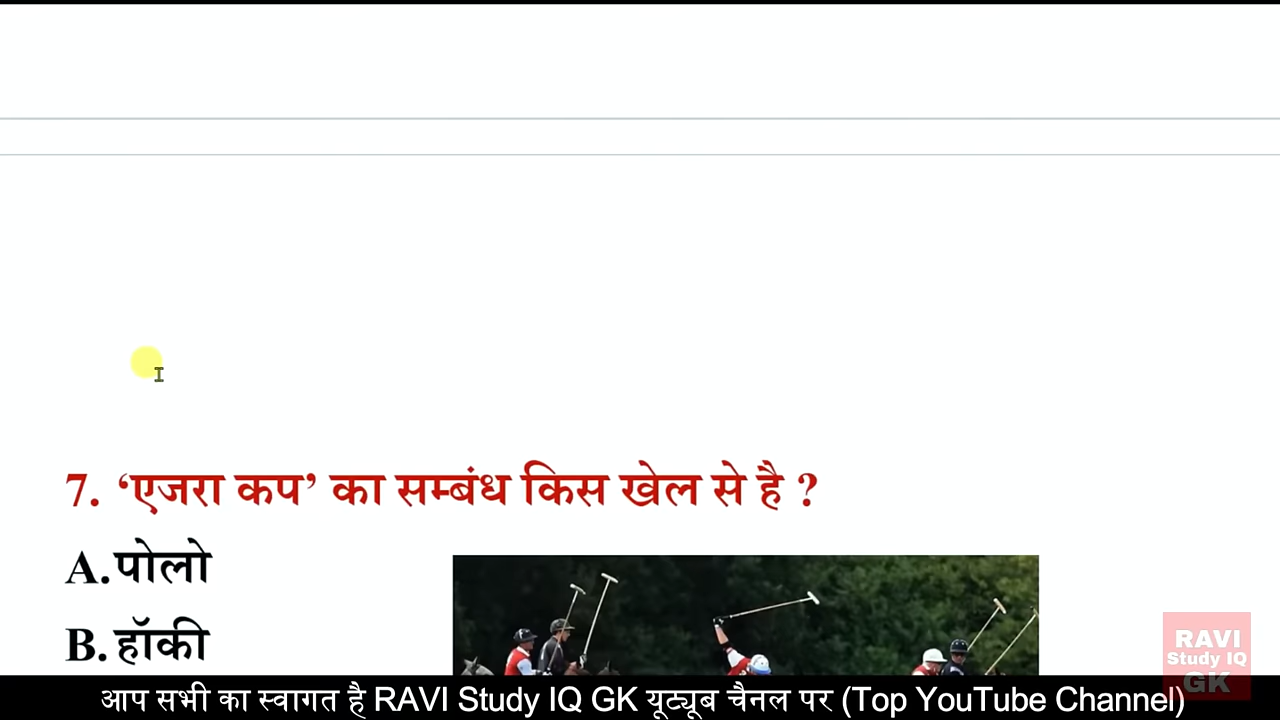 7. ‘एजरा कप’ का सम्बंध किस खेल से है ?
A. पोलो
B. हॉकी
RAVI
Study IQ
GK
आप सभी का स्वागत है RAVI Study IQ GK यूट्यूब चैनल पर (Top YouTube Channel)